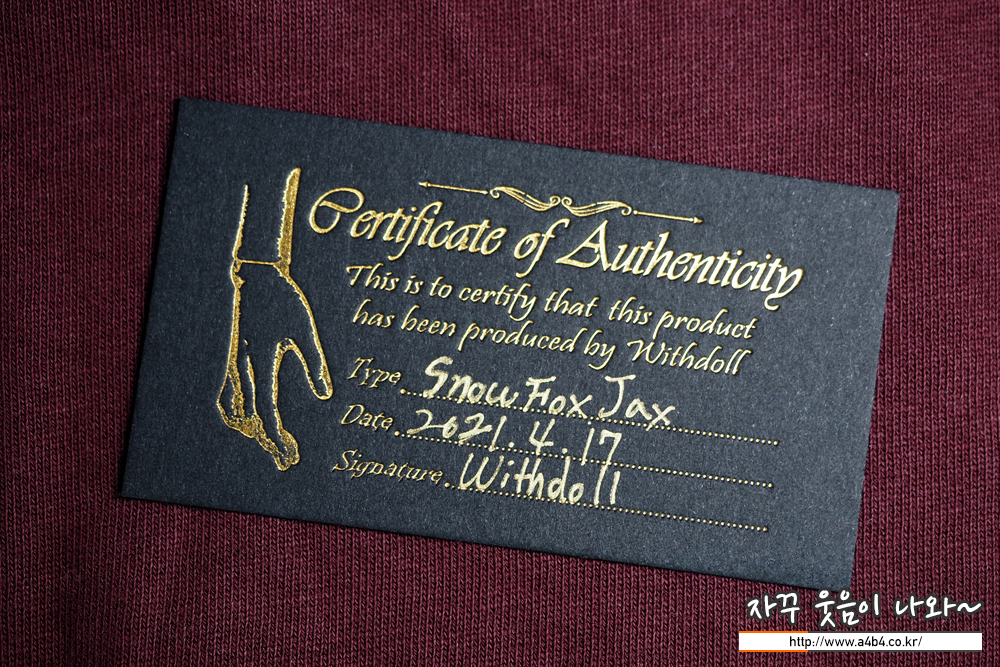 Certificate of Authenticity
This is to certify that this product
has been produced by Withdoll
Type Snow Fox Jax
Date 2021.4.17
Signature Withdoll
자꾸 웃음이 나와~
http://www.a4b4.co.kr/